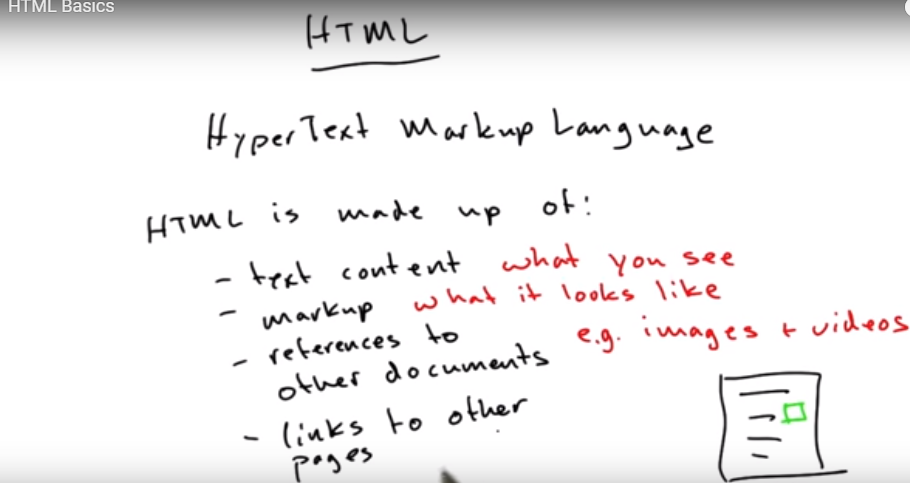 HTML Basics
HTML
HyperText Markup Language
HTML is made up of:
- text content what you see
- markup what it looks like
- references to e.g. images + videos
other documents
- links to other
pages